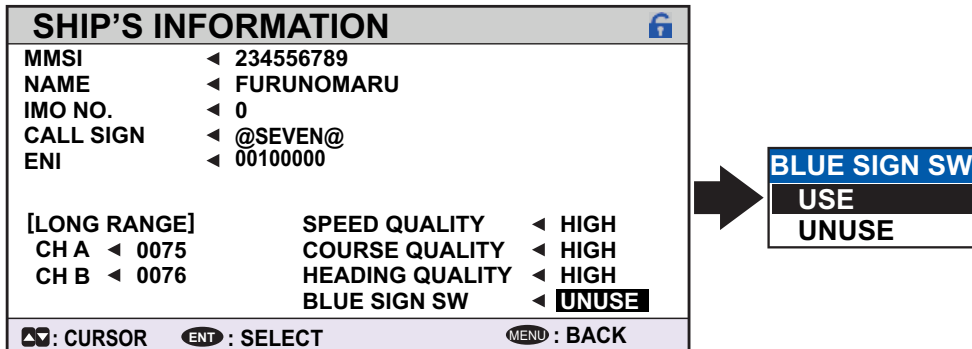 SHIP'S INFORMATION
MMSI ◄ 234556789
NAME ◄ FURUNOMARU
IMO NO. ◄ 0
CALL SIGN ◄ @SEVEN@
ENI ◄ 00100000
[LONG RANGE] SPEED QUALITY ◄ HIGH
CH A ◄ 0075 COURSE QUALITY ◄ HIGH
CH B ◄ 0076 HEADING QUALITY ◄ HIGH
BLUE SIGN SW ◄ UNUSE
▲▼: CURSOR ENT : SELECT MENU : BACK
BLUE SIGN SW
USE
UNUSE